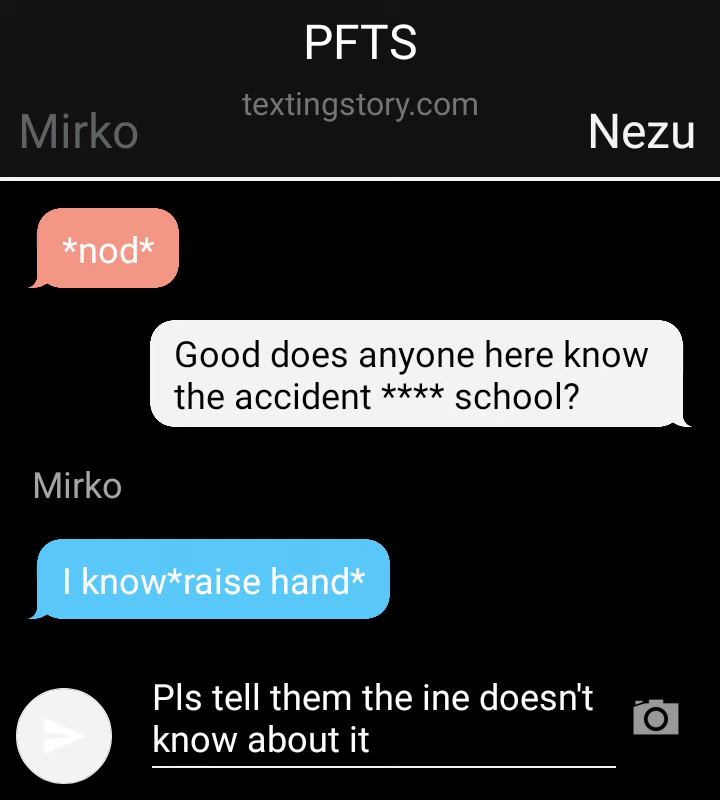 PFTS
textingstory.com
Mirko
Nezu
*nod*
Good does anyone here know
the accident **** school?
Mirko
I know*raise hand*
Pls tell them the ine doesn't
know about it